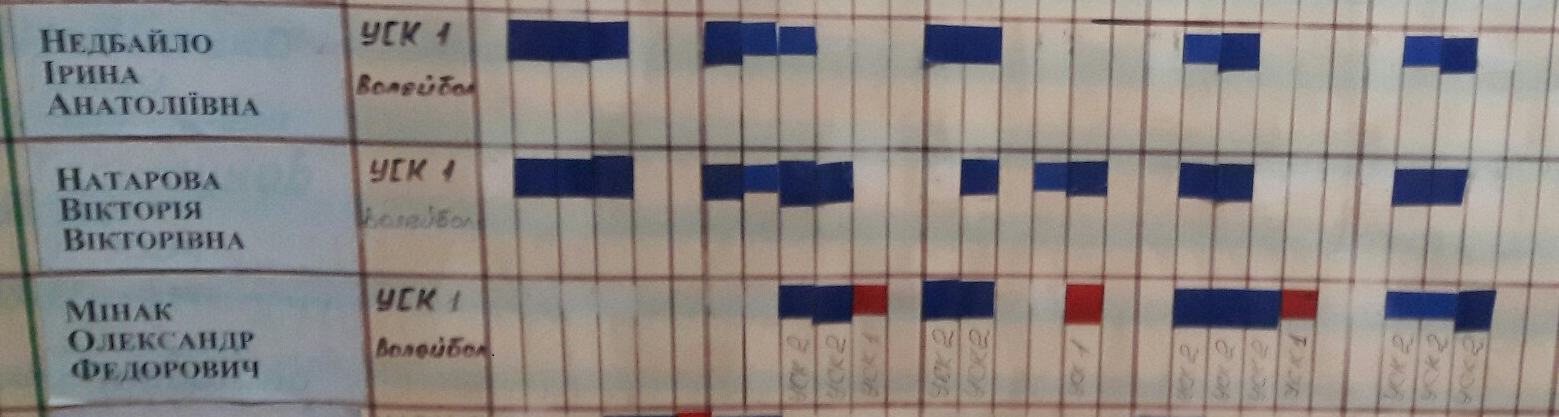 НЕДБАЙЛО
ІРИНА
АНАТОЛІЇВНА
УСК 1
Волейбол
НАТАРОВА
ВІКТОРІЯ
ВІКТОРІВНА
УСК 1
Волейбол
МІНАК
ОЛЕКСАНДР
ФЕДОРОВИЧ
УСК 1
Волейбол
УСК 2
УСК 2
УСК 1
УСК 2
УСК 2
УСК 1
УСК 2
УСК 2
УСК 2
УСК 1
УСК 2
УСК 2
УСК 2